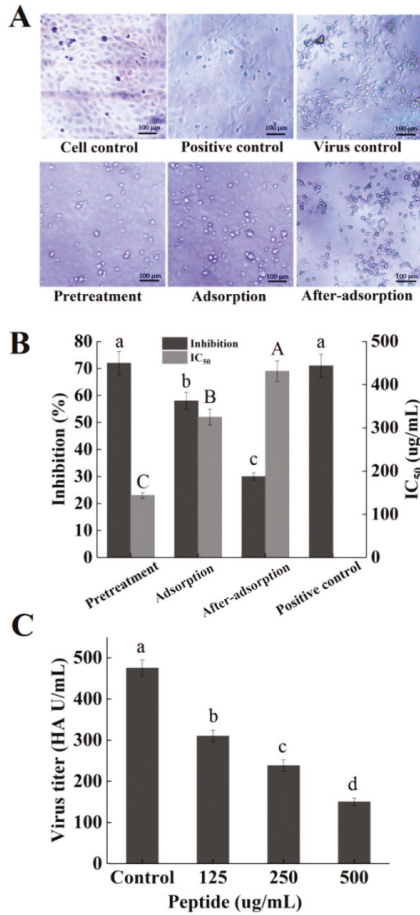 A
100 μm
100 μm
100 μm
Cell control
Positive control
Virus control
100 μm
100 μm
100 μm
Pretreatment
Adsorption
After-adsorption
B
Inhibition (%)
80
70
60
50
40
30
20
10
0
Inhibition
IC50
a
C
b
B
c
A
a
500
400
300
200
100
0
IC50 (ug/mL)
Pretreatment
Adsorption
After-adsorption
Positive control
C
Virus titer (HA U/mL)
500
400
300
200
100
0
a
b
c
d
Control
125
250
500
Peptide (ug/mL)